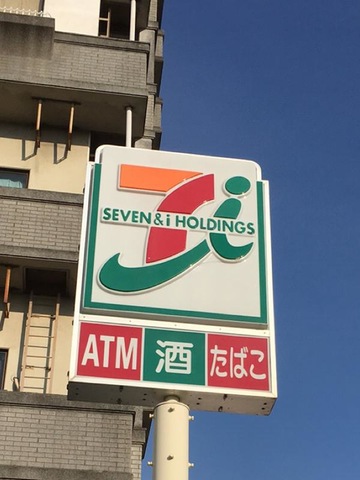 SEVEN & i HOLDINGS
ATM 酒 たばこ